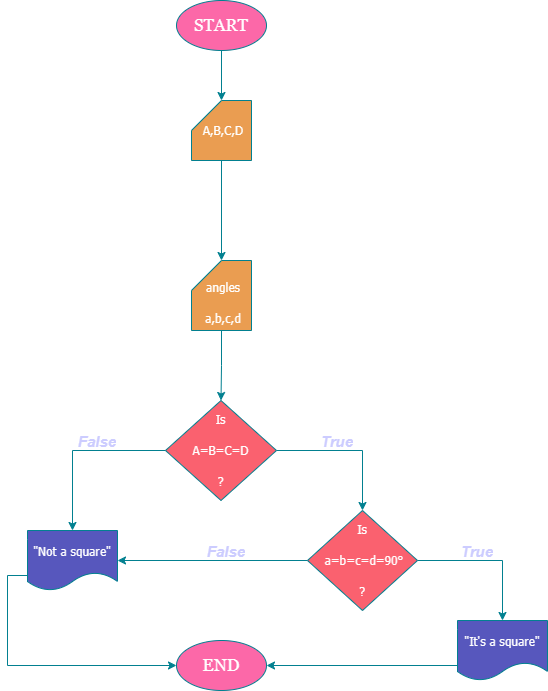 START
A,B,C,D
angles
a,b,c,d
Is
A=B=C=D
?
False
True
Is
a=b=c=d=90°
?
False
True
"Not a square"
"It's a square"
END